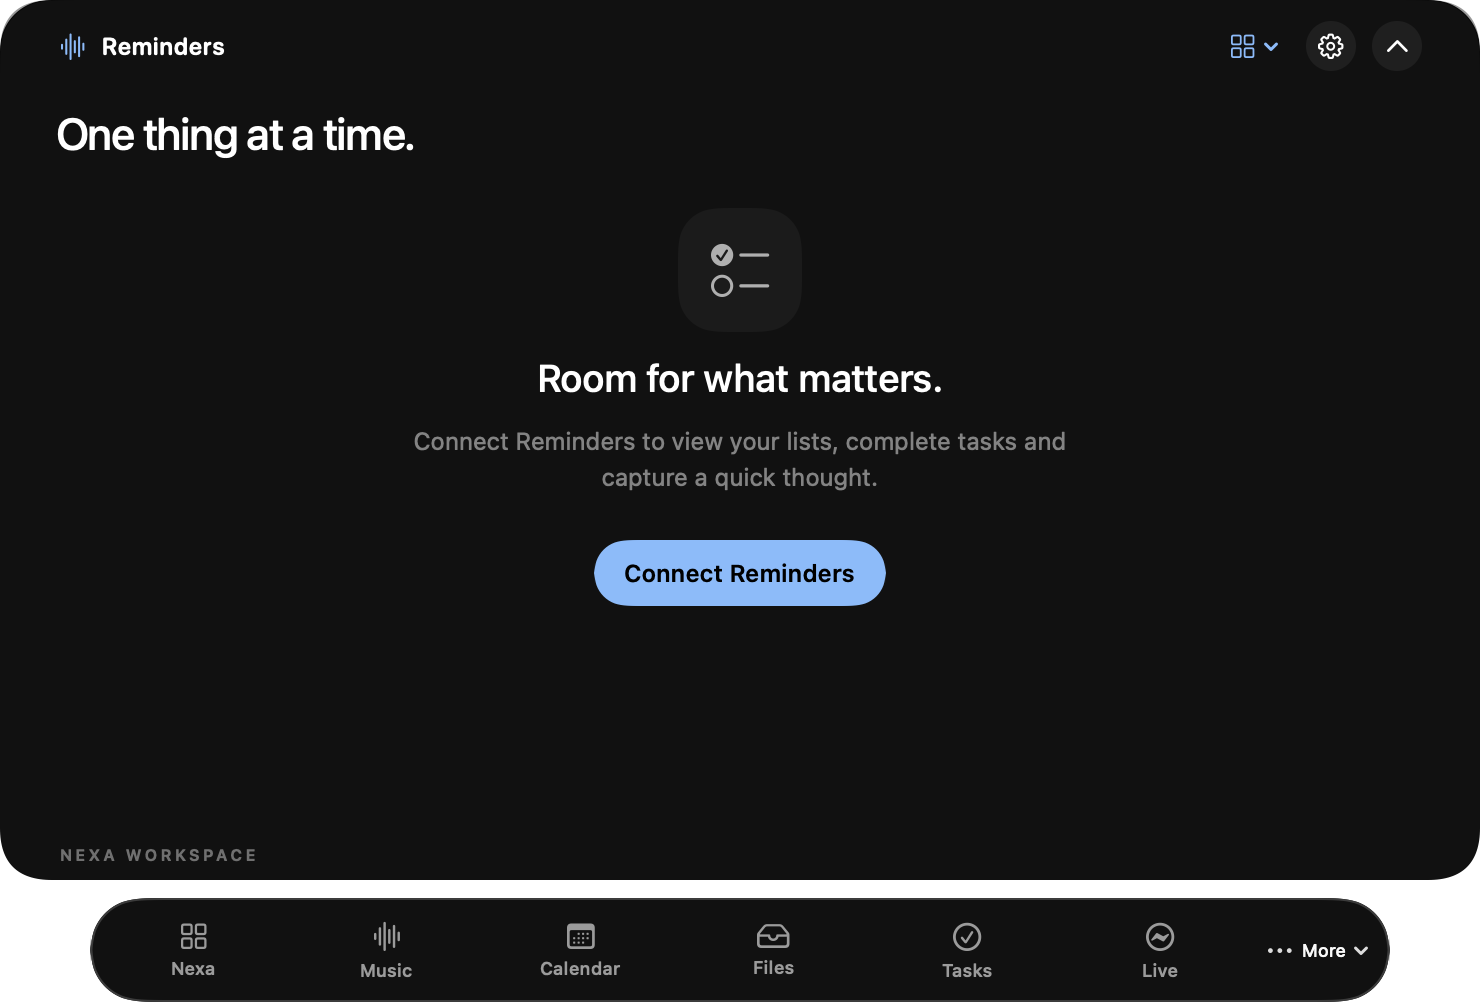 Reminders
One thing at a time.
Room for what matters.
Connect Reminders to view your lists, complete tasks and
capture a quick thought.
Connect Reminders
NEXA WORKSPACE
Nexa
Music
Calendar
Files
Tasks
Live
More